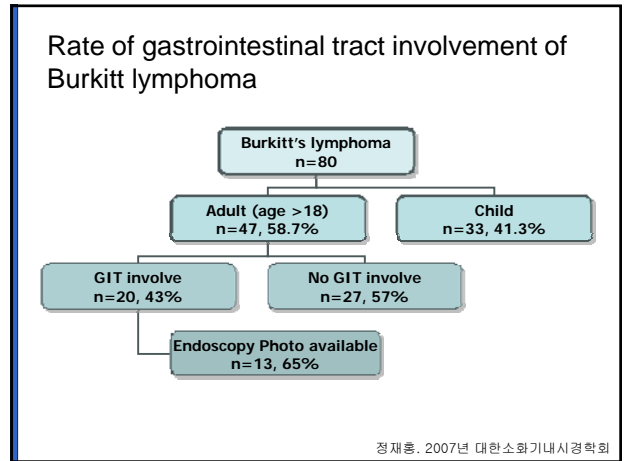 Rate of gastrointestinal tract involvement of
Burkitt lymphoma
Burkitt's lymphoma
n=80
Adult (age >18)
n=47, 58.7%
Child
n=33, 41.3%
GIT involve
n=20, 43%
No GIT involve
n=27, 57%
Endoscopy Photo available
n=13, 65%
정재홍. 2007년 대한소화기내시경학회